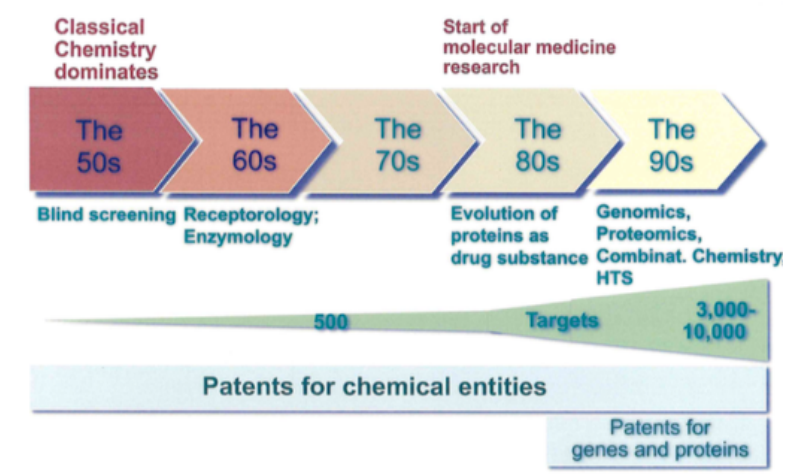 Classical
Chemistry
dominates
Start of
molecular medicine
research
The
50s
The
60s
The
70s
The
80s
The
90s
Blind screening
Receptorology;
Enzymology
Evolution of
proteins as
drug substance
Genomics,
Proteomics,
Combinat. Chemistry
HTS
500
Targets
3,000-
10,000
Patents for chemical entities
Patents for
genes and proteins